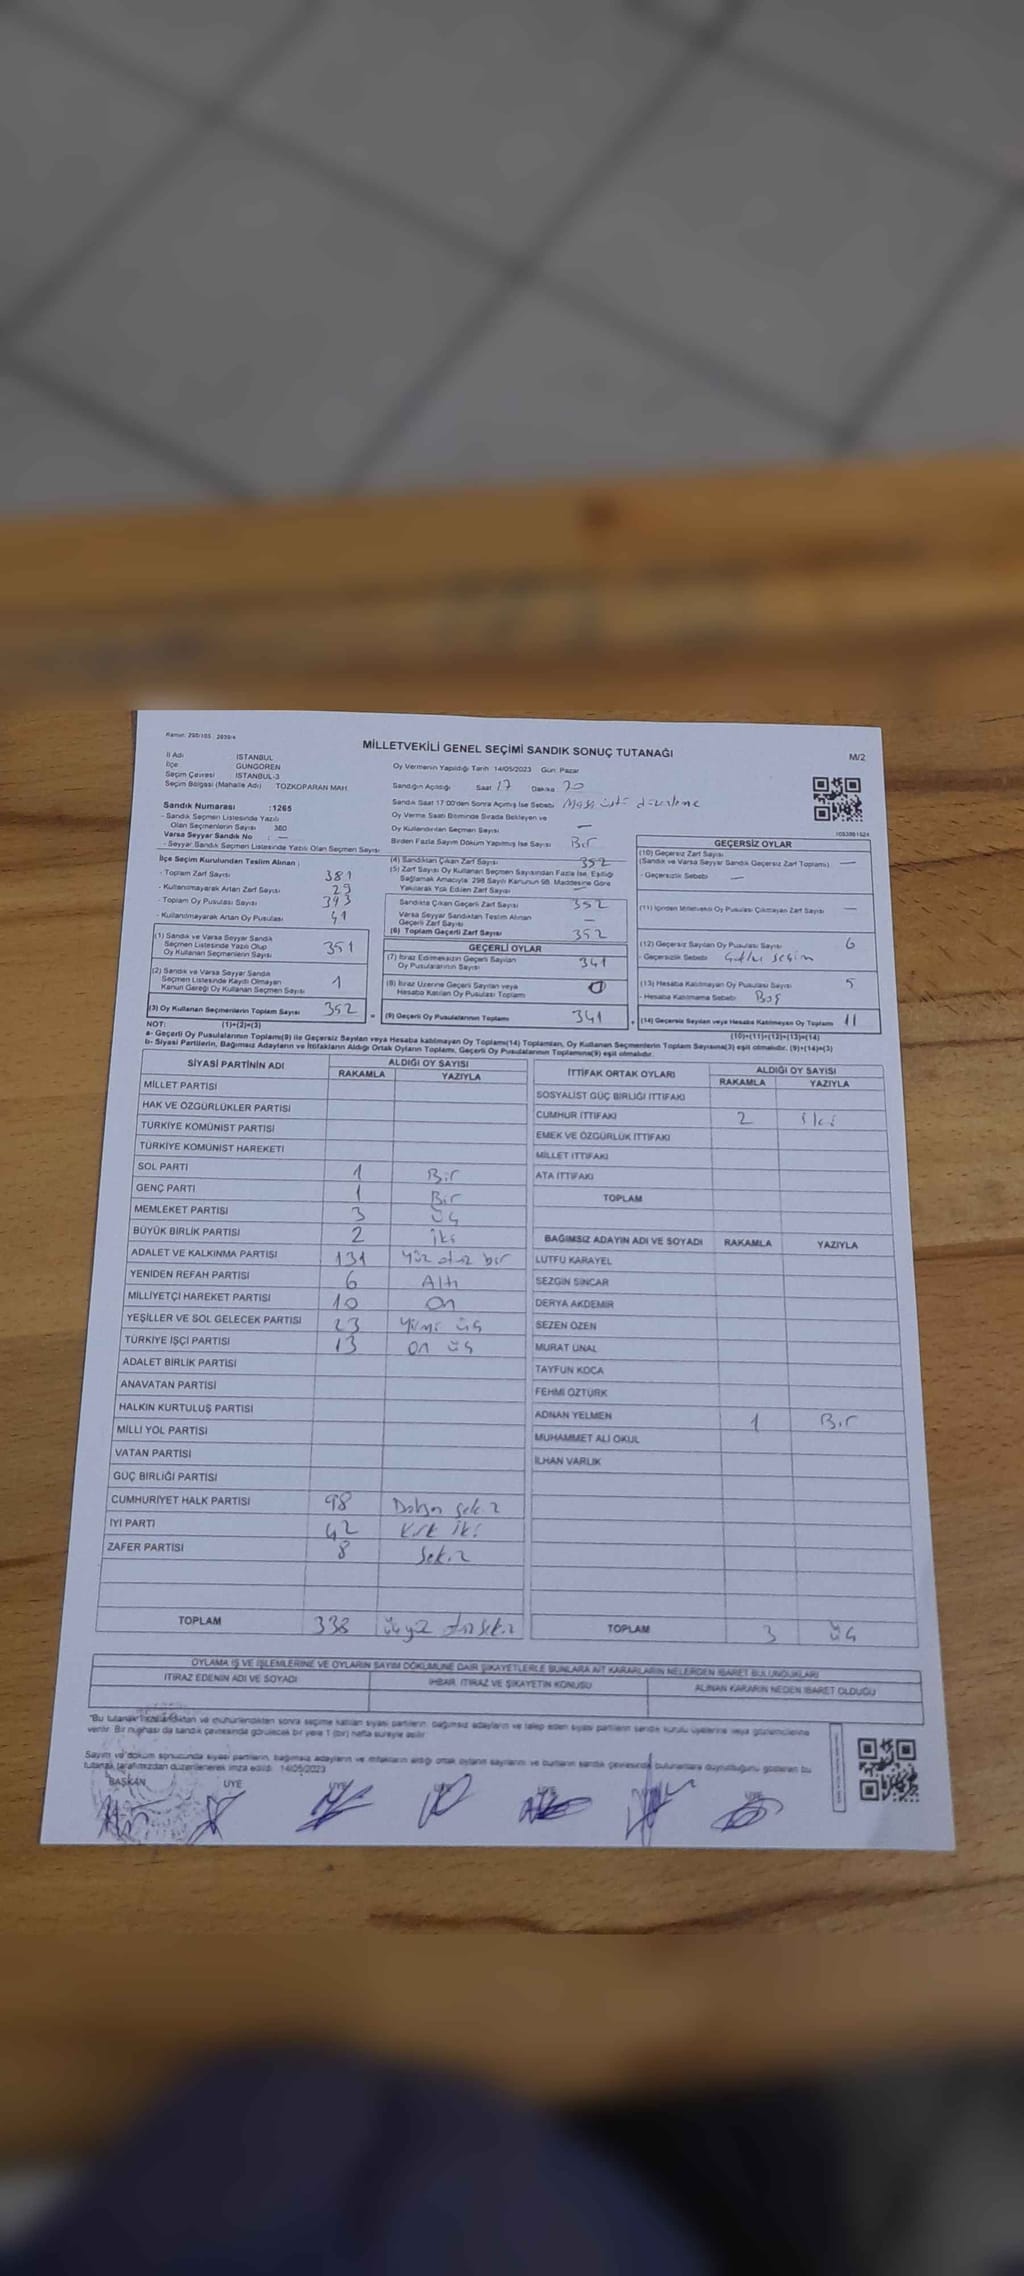 MİLLETVEKİLİ GENEL SEÇİMİ SANDIK SONUÇ TUTANAĞI
M/2
İl Adı İSTANBUL
İlçe GÜNGÖREN
Seçim Çevresi İSTANBUL-3
Seçim Bölgesi (Mahalle Adı) TOZKOPARAN MAH.
Oy Vermenin Yapıldığı Tarih 14/05/2023 Gün: Pazar
Sandığın Açıldığı Saat 17 Dakika 20
Sandık Saat 17:00'den Sonra Açılmış İse Sebebi Masa üstü düzenleme
Oy Verme Saati Bitiminde Sırada Bekleyen ve
Oy Kullandırılan Seçmen Sayısı —
Birden Fazla Sayım Döküm Yapılmış İse Sayısı Bir
Sandık Numarası :1265
- Sandık Seçmen Listesinde Yazılı
Olan Seçmenlerin Sayısı 380
Varsa Seyyar Sandık No : —
- Seyyar Sandık Seçmen Listesinde Yazılı Olan Seçmen Sayısı
İlçe Seçim Kurulundan Teslim Alınan :
- Toplam Zarf Sayısı 381
- Kullanılmayarak Artan Zarf Sayısı 29
- Toplam Oy Pusulası Sayısı 393
- Kullanılmayarak Artan Oy Pusulası 41
(1) Sandık ve Varsa Seyyar Sandık
Seçmen Listesinde Yazılı Olup
Oy Kullanan Seçmenlerin Sayısı 351
(2) Sandık ve Varsa Seyyar Sandık
Seçmen Listesinde Kaydı Olmayan
Kanun Gereği Oy Kullanan Seçmen Sayısı 1
(3) Oy Kullanan Seçmenlerin Toplam Sayısı 352
(1)+(2)=(3)
(4) Sandıktan Çıkan Zarf Sayısı 352
(5) Zarf Sayısı Oy Kullanan Seçmen Sayısından Fazla İse, Eşitliği
Sağlamak Amacıyla 298 Sayılı Kanunun 98. Maddesine Göre
Yakılarak Yok Edilen Zarf Sayısı —
Sandıkta Çıkan Geçerli Zarf Sayısı 352
Varsa Seyyar Sandıktan Teslim Alınan
Geçerli Zarf Sayısı —
(6) Toplam Geçerli Zarf Sayısı 352
GEÇERLİ OYLAR
(7) İtiraz Edilmeksizin Geçerli Sayılan
Oy Pusulalarının Sayısı 341
(8) İtiraz Üzerine Geçerli Sayılan veya
Hesaba Katılan Oy Pusulası Toplamı 0
(9) Geçerli Oy Pusulalarının Toplamı 341
GEÇERSİZ OYLAR
(10) Geçersiz Zarf Sayısı
(Sandık ve Varsa Seyyar Sandık Geçersiz Zarf Toplamı) —
- Geçersizlik Sebebi —
(11) İçinden Milletvekili Oy Pusulası Çıkmayan Zarf Sayısı —
(12) Geçersiz Sayılan Oy Pusulası Sayısı 6
- Geçersizlik Sebebi seçim
(13) Hesaba Katılmayan Oy Pusulası Sayısı 5
- Hesaba Katılmama Sebebi Boş
(14) Geçersiz Sayılan veya Hesaba Katılmayan Oy Toplamı 11
(10)+(11)+(12)+(13)=(14)
NOT:
a- Geçerli Oy Pusulalarının Toplamı(9) ile Geçersiz Sayılan veya Hesaba Katılmayan Oy Toplamı(14) Toplamları, Oy Kullanan Seçmenlerin Toplam Sayısına(3) eşit olmalıdır. (9)+(14)=(3)
b- Siyasi Partilerin, Bağımsız Adayların ve İttifakların Aldığı Ortak Oyların Toplamı, Geçerli Oy Pusulalarının Toplamına(9) eşit olmalıdır.
SİYASİ PARTİNİN ADI ALDIĞI OY SAYISI
RAKAMLA YAZIYLA
MİLLET PARTİSİ
HAK VE ÖZGÜRLÜKLER PARTİSİ
TÜRKİYE KOMÜNİST PARTİSİ
TÜRKİYE KOMÜNİST HAREKETİ
SOL PARTİ 1 Bir
GENÇ PARTİ 1 Bir
MEMLEKET PARTİSİ 3 üç
BÜYÜK BİRLİK PARTİSİ 2 iki
ADALET VE KALKINMA PARTİSİ 131 Yüz otuz bir
YENİDEN REFAH PARTİSİ 6 Altı
MİLLİYETÇİ HAREKET PARTİSİ 10 On
YEŞİLLER VE SOL GELECEK PARTİSİ 23 Yirmi üç
TÜRKİYE İŞÇİ PARTİSİ 13 on üç
ADALET BİRLİK PARTİSİ
ANAVATAN PARTİSİ
HALKIN KURTULUŞ PARTİSİ
MİLLİ YOL PARTİSİ
VATAN PARTİSİ
GÜÇ BİRLİĞİ PARTİSİ
CUMHURİYET HALK PARTİSİ 98 Doksan sekiz
İYİ PARTİ 42 Kırk iki
ZAFER PARTİSİ 8 Sekiz
TOPLAM 338 üçyüz otuzsekiz
İTTİFAK ORTAK OYLARI ALDIĞI OY SAYISI
RAKAMLA YAZIYLA
SOSYALİST GÜÇ BİRLİĞİ İTTİFAKI
CUMHUR İTTİFAKI 2 iki
EMEK VE ÖZGÜRLÜK İTTİFAKI
MİLLET İTTİFAKI
ATA İTTİFAKI
TOPLAM
BAĞIMSIZ ADAYIN ADI VE SOYADI RAKAMLA YAZIYLA
LÜTFÜ KARAYEL
SEZGİN SİNCAR
DERYA AKDEMİR
SEZEN ÖZEN
MURAT ÜNAL
TAYFUN KOCA
FEHMİ ÖZTÜRK
ADNAN YELMEN 1 Bir
MUHAMMET ALİ OKUL
İLHAN VARLIK
TOPLAM 3 üç
OYLAMA İŞ VE İŞLEMLERİNE VE OYLARIN SAYIM DÖKÜMÜNE DAİR ŞİKAYETLERLE BUNLARA AİT KARARLARIN NELERDEN İBARET BULUNDUKLARI
İTİRAZ EDENİN ADI VE SOYADI İHBAR, İTİRAZ VE ŞİKAYETİN KONUSU ALINAN KARARIN NEDEN İBARET OLDUĞU
"Bu tutanak imzalandıktan ve mühürlendikten sonra seçime katılan siyasi partilerin, bağımsız adayların ve talep eden siyasi partilerin sandık kurulu üyelerine veya gözlemcilerine
verilir. Bir nüshası da sandık çevresinde görülecek bir yere 1 (bir) hafta süreyle asılır.
Sayım ve döküm sonucunda siyasi partilerin, bağımsız adayların ve ittifakların aldığı ortak oyların sayılarını ve bunların sandık çevresinde bulunanlara duyurulduğunu gösteren bu
tutanak tarafımızdan düzenlenerek imza edildi. 14/05/2023
BAŞKAN ÜYE